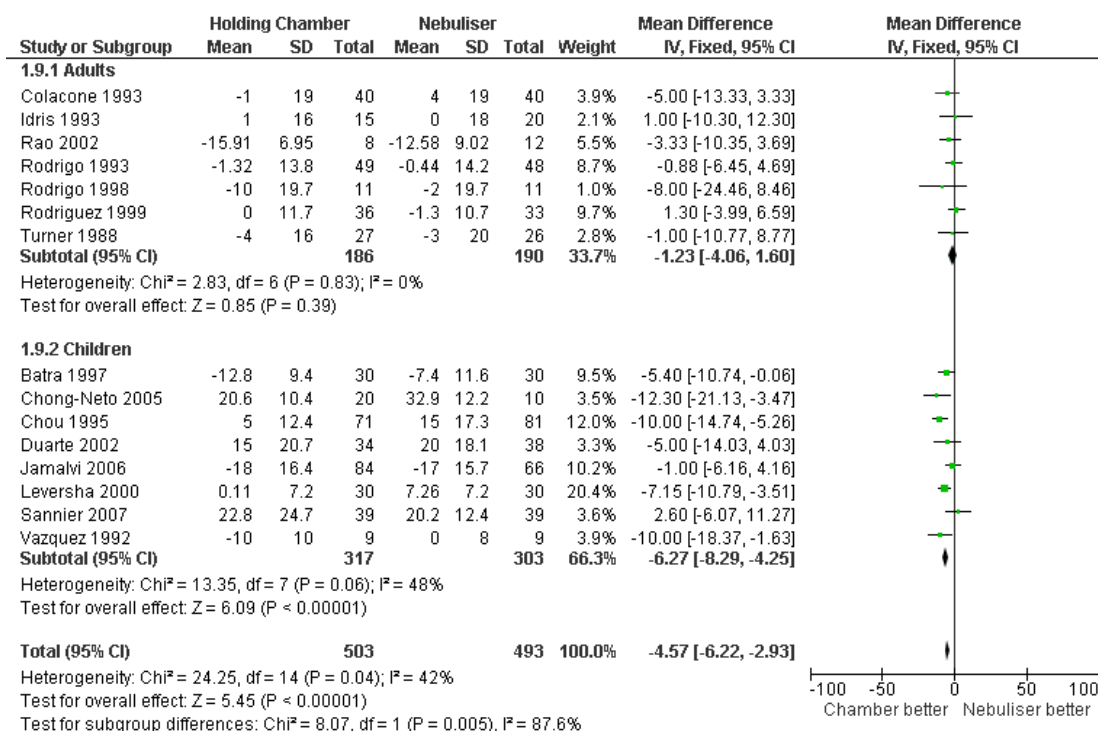 Holding Chamber Nebuliser Mean Difference Mean Difference
Study or Subgroup Mean SD Total Mean SD Total Weight IV, Fixed, 95% CI IV, Fixed, 95% CI
1.9.1 Adults
Colacone 1993 -1 19 40 4 19 40 3.9% -5.00 [-13.33, 3.33]
Idris 1993 1 16 15 0 18 20 2.1% 1.00 [-10.30, 12.30]
Rao 2002 -15.91 6.95 8 -12.58 9.02 12 5.5% -3.33 [-10.35, 3.69]
Rodrigo 1993 -1.32 13.8 49 -0.44 14.2 48 8.7% -0.88 [-6.45, 4.69]
Rodrigo 1998 -10 19.7 11 -2 19.7 11 1.0% -8.00 [-24.46, 8.46]
Rodriguez 1999 0 11.7 36 -1.3 10.7 33 9.7% 1.30 [-3.99, 6.59]
Turner 1988 -4 16 27 -3 20 26 2.8% -1.00 [-10.77, 8.77]
Subtotal (95% CI) 186 190 33.7% -1.23 [-4.06, 1.60]
Heterogeneity: Chi² = 2.83, df = 6 (P = 0.83); I² = 0%
Test for overall effect: Z = 0.85 (P = 0.39)
1.9.2 Children
Batra 1997 -12.8 9.4 30 -7.4 11.6 30 9.5% -5.40 [-10.74, -0.06]
Chong-Neto 2005 20.6 10.4 20 32.9 12.2 10 3.5% -12.30 [-21.13, -3.47]
Chou 1995 5 12.4 71 15 17.3 81 12.0% -10.00 [-14.74, -5.26]
Duarte 2002 15 20.7 34 20 18.1 38 3.3% -5.00 [-14.03, 4.03]
Jamalvi 2006 -18 16.4 84 -17 15.7 66 10.2% -1.00 [-6.16, 4.16]
Leversha 2000 0.11 7.2 30 7.26 7.2 30 20.4% -7.15 [-10.79, -3.51]
Sannier 2007 22.8 24.7 39 20.2 12.4 39 3.6% 2.60 [-6.07, 11.27]
Vazquez 1992 -10 10 9 0 8 9 3.9% -10.00 [-18.37, -1.63]
Subtotal (95% CI) 317 303 66.3% -6.27 [-8.29, -4.25]
Heterogeneity: Chi² = 13.35, df = 7 (P = 0.06); I² = 48%
Test for overall effect: Z = 6.09 (P < 0.00001)
Total (95% CI) 503 493 100.0% -4.57 [-6.22, -2.93]
Heterogeneity: Chi² = 24.25, df = 14 (P = 0.04); I² = 42%
Test for overall effect: Z = 5.45 (P < 0.00001)
Test for subgroup differences: Chi² = 8.07, df = 1 (P = 0.005), I² = 87.6%
-100 -50 0 50 100
Chamber better Nebuliser better